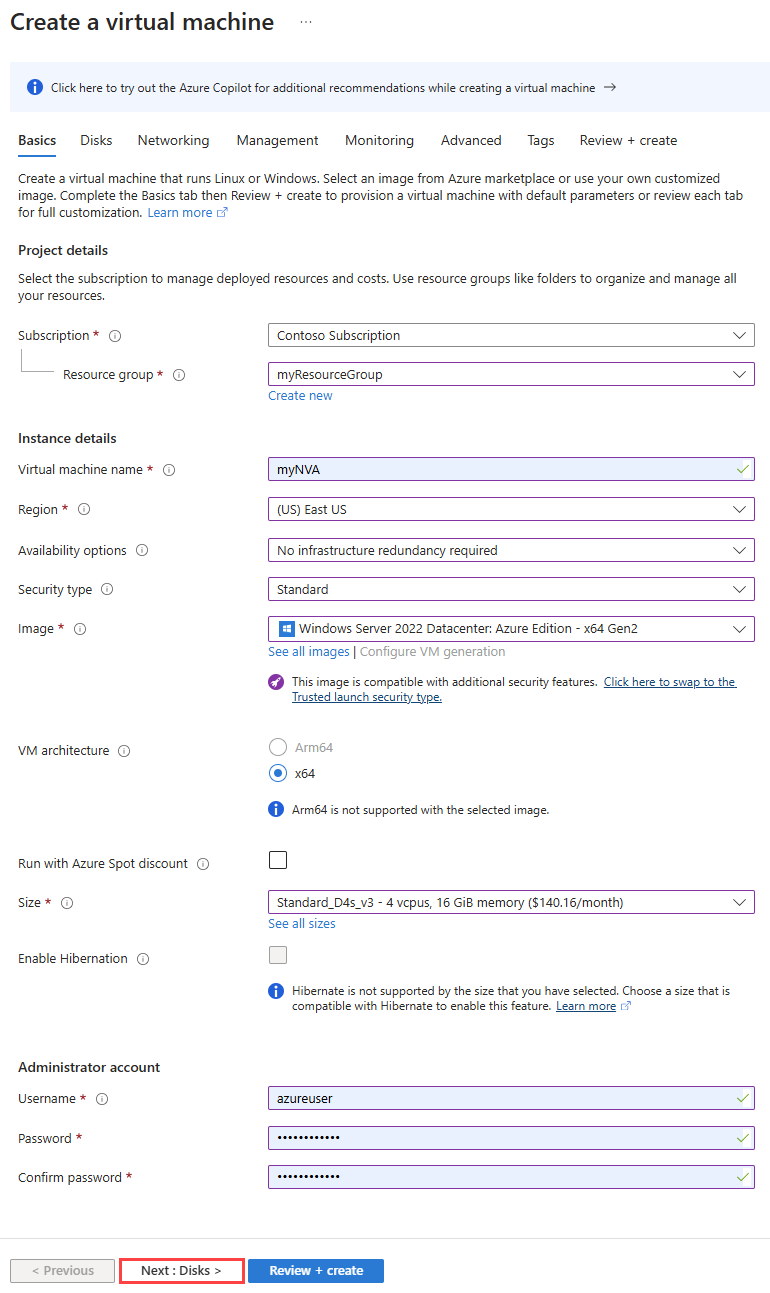 Create a virtual machine ...
Click here to try out the Azure Copilot for additional recommendations while creating a virtual machine →
Basics Disks Networking Management Monitoring Advanced Tags Review + create
Create a virtual machine that runs Linux or Windows. Select an image from Azure marketplace or use your own customized
image. Complete the Basics tab then Review + create to provision a virtual machine with default parameters or review each tab
for full customization. Learn more
Project details
Select the subscription to manage deployed resources and costs. Use resource groups like folders to organize and manage all
your resources.
Subscription * Contoso Subscription
Resource group * myResourceGroup
Create new
Instance details
Virtual machine name * myNVA
Region * (US) East US
Availability options No infrastructure redundancy required
Security type Standard
Image * Windows Server 2022 Datacenter: Azure Edition - x64 Gen2
See all images | Configure VM generation
This image is compatible with additional security features. Click here to swap to the
Trusted launch security type.
VM architecture Arm64
x64
Arm64 is not supported with the selected image.
Run with Azure Spot discount
Size * Standard_D4s_v3 - 4 vcpus, 16 GiB memory ($140.16/month)
See all sizes
Enable Hibernation
Hibernate is not supported by the size that you have selected. Choose a size that is
compatible with Hibernate to enable this feature. Learn more
Administrator account
Username * azureuser
Password * ••••••••••••
Confirm password * ••••••••••••
< Previous Next : Disks > Review + create